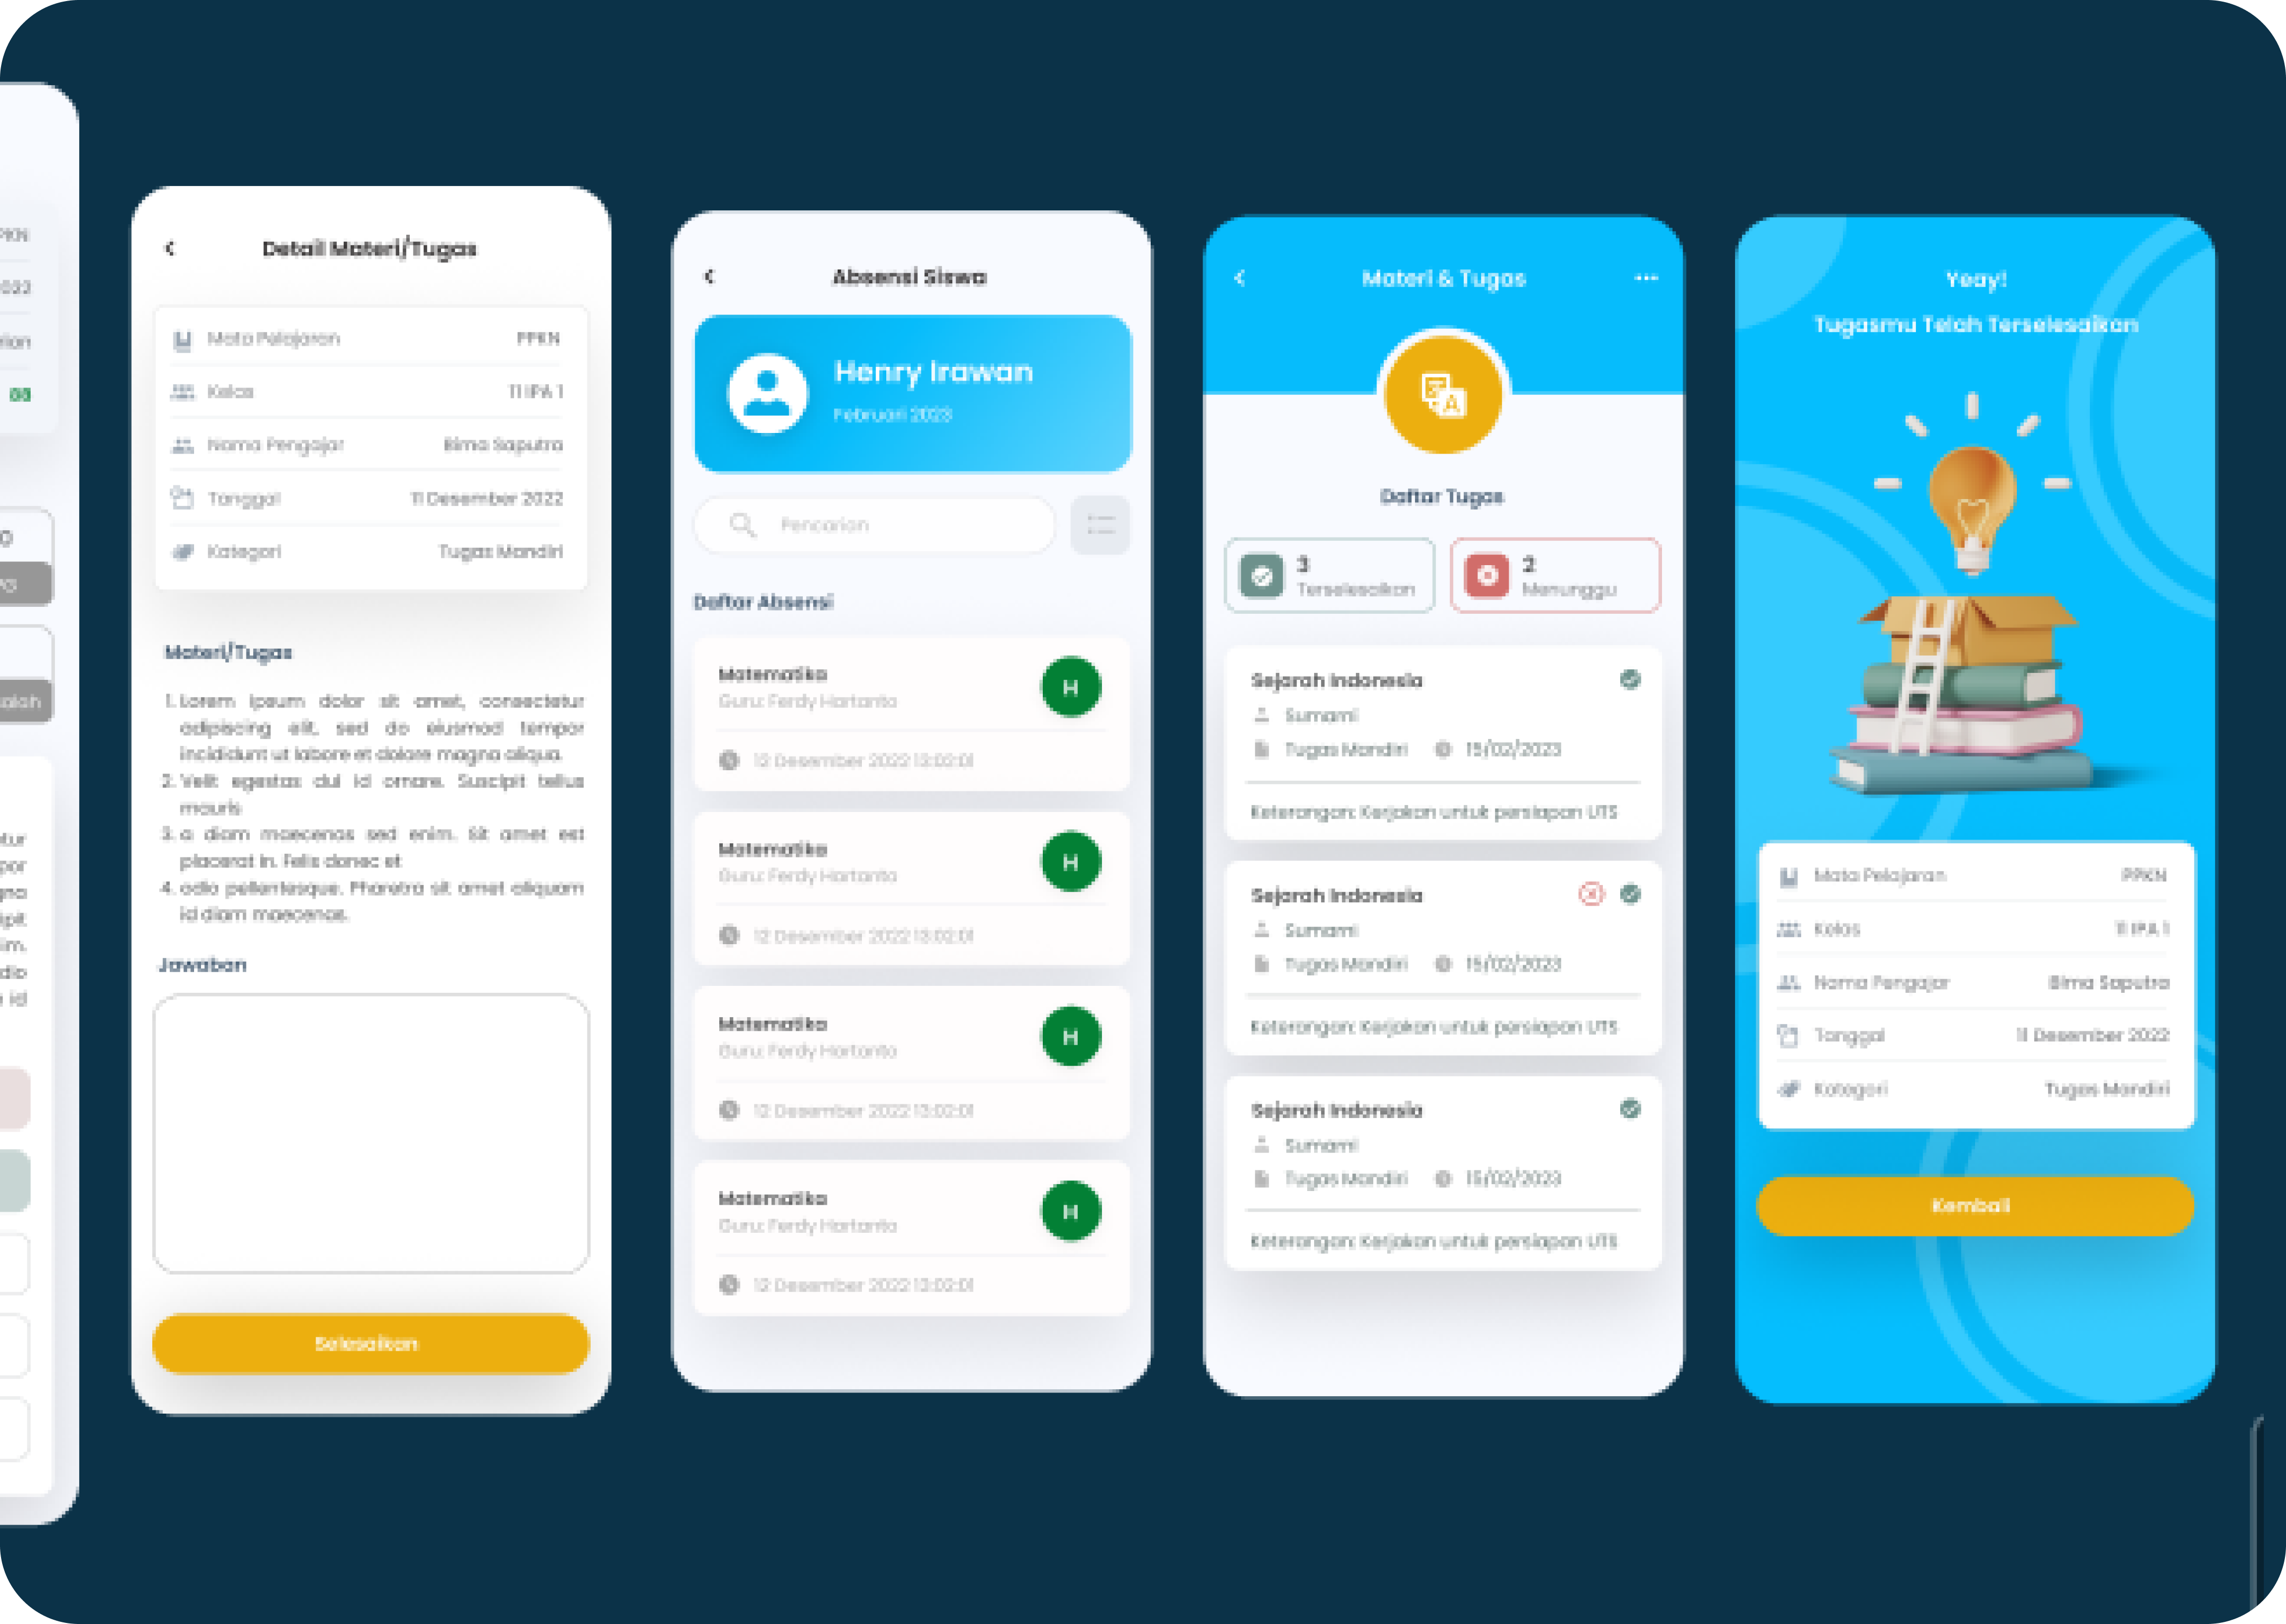 PKN
2022
rian
88
0
alah
tur
por
gna
ipit
im.
dio
id
Detail Materi/Tugas
Mata Pelajaran PPKN
Kelas 11 IPA 1
Nama Pengajar Bima Saputra
Tanggal 11 Desember 2022
Kategori Tugas Mandiri
Materi/Tugas
1. Lorem ipsum dolor sit amet, consectetur
adipiscing elit, sed do eiusmod tempor
incididunt ut labore et dolore magna aliqua.
2. Velit egestas dui id ornare. Suscipit tellus
mauris
3. a diam maecenas sed enim. Sit amet est
placerat in. Felis donec et
4. odio pellentesque. Pharetra sit amet aliquam
id diam maecenas.
Jawaban
Selesaikan
Absensi Siswa
Henry Irawan
Februari 2023
Pencarian
Daftar Absensi
Matematika
H
Guru: Ferdy Hartanto
12 Desember 2022 13:02:01
Matematika
H
Guru: Ferdy Hartanto
12 Desember 2022 13:02:01
Matematika
H
Guru: Ferdy Hartanto
12 Desember 2022 13:02:01
Matematika
H
Guru: Ferdy Hartanto
12 Desember 2022 13:02:01
Materi & Tugas
A
Daftar Tugas
3
Terselesaikan
2
Menunggu
Sejarah Indonesia
Sumarni
Tugas Mandiri 15/02/2023
Keterangan: Kerjakan untuk persiapan UTS
Sejarah Indonesia
Sumarni
Tugas Mandiri 15/02/2023
Keterangan: Kerjakan untuk persiapan UTS
Sejarah Indonesia
Sumarni
Tugas Mandiri 15/02/2023
Keterangan: Kerjakan untuk persiapan UTS
Yeay!
Tugasmu Telah Terselesaikan
Mata Pelajaran PPKN
Kelas 11 IPA 1
Nama Pengajar Bima Saputra
Tanggal 11 Desember 2022
Kategori Tugas Mandiri
Kembali